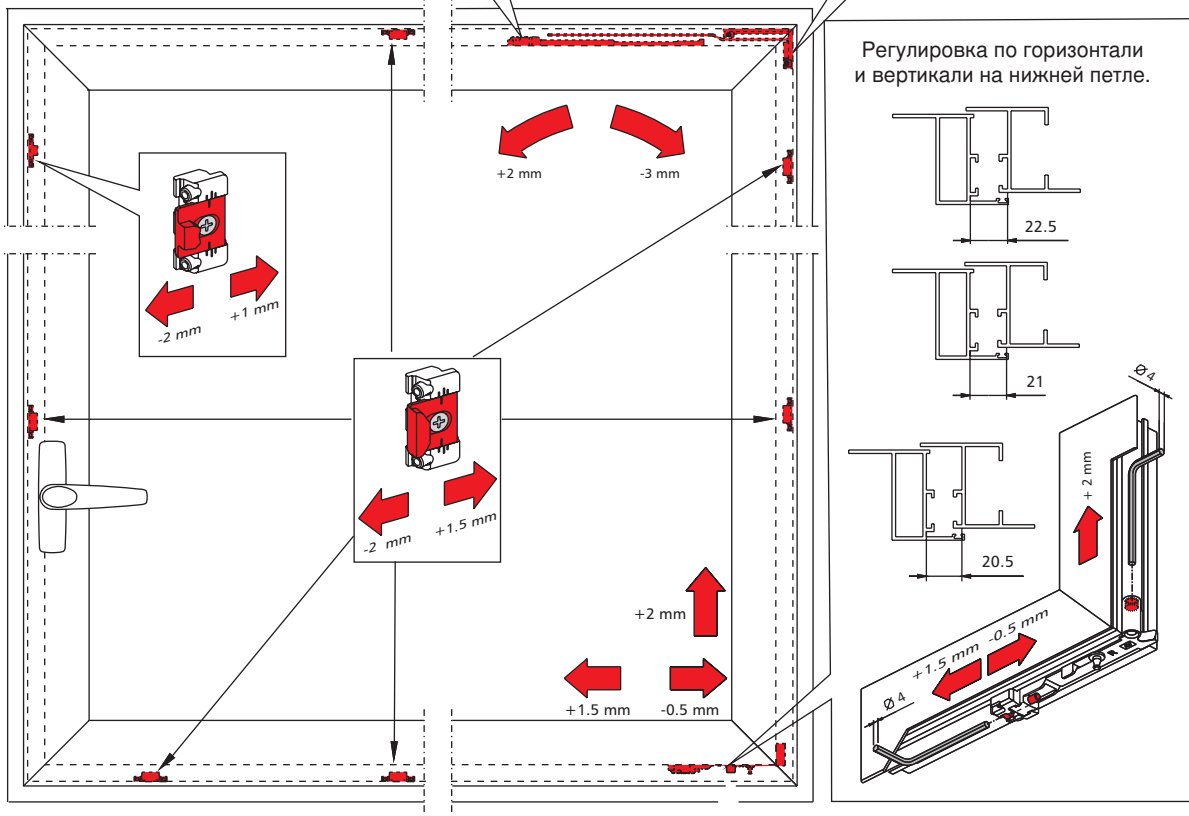 Регулировка по горизонтали
и вертикали на нижней петле.
+2 mm
-3 mm
-2 mm
+1 mm
-2 mm
+1.5 mm
+2 mm
+1.5 mm
-0.5 mm
22.5
21
20.5
Ø 4
+ 2 mm
+1.5 mm
-0.5 mm
Ø 4